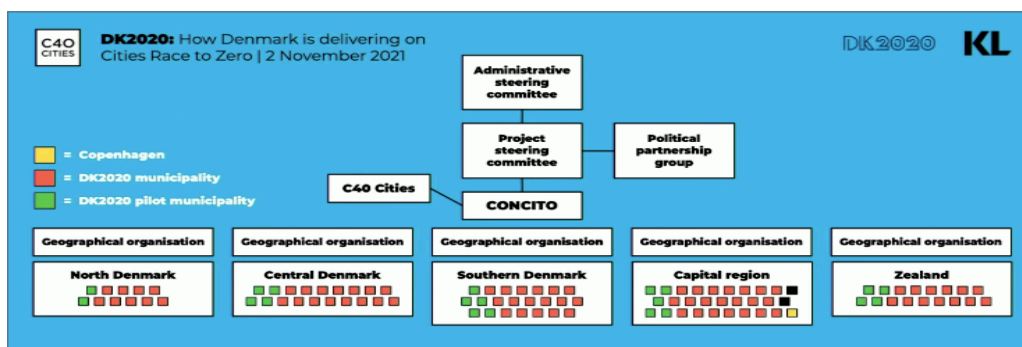 C40
CITIES
DK2020: How Denmark is delivering on
Cities Race to Zero | 2 November 2021
DK2020
KL
Administrative
steering
committee
Project
steering
committee
Political
partnership
group
= Copenhagen
= DK2020 municipality
= DK2020 pilot municipality
C40 Cities
CONCITO
Geographical organisation
Geographical organisation
Geographical organisation
Geographical organisation
Geographical organisation
North Denmark
Central Denmark
Southern Denmark
Capital region
Zealand